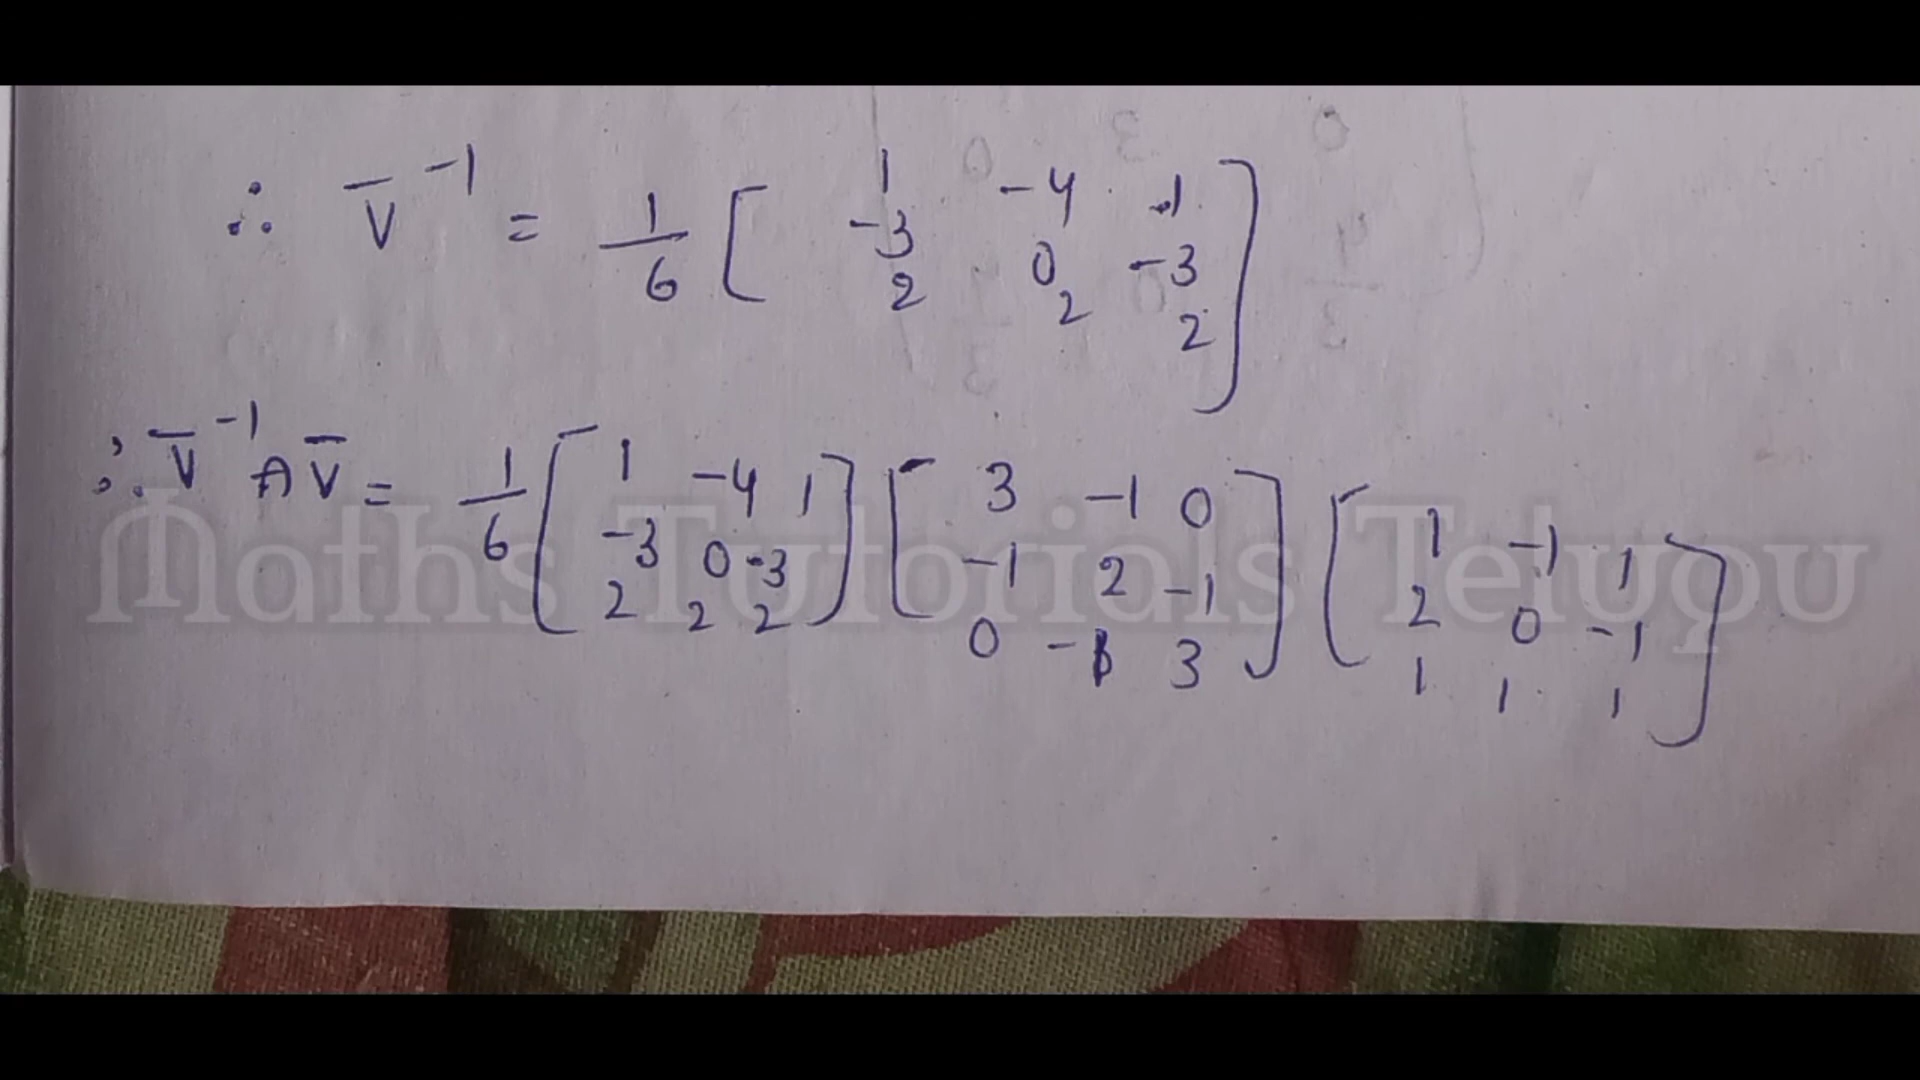 ∴ V̅⁻¹ = 1/6 [ 1 -4 1
-3 0 -3
2 2 2 ]
∴ V̅⁻¹ A V̅ = 1/6 [ 1 -4 1 ] [ 3 -1 0 ] [ 1 -1 1 ]
[ -3 0 -3 ] [ -1 2 -1 ] [ 2 0 -1 ]
[ 2 2 2 ] [ 0 -1 3 ] [ 1 1 1 ]
Maths Tutorials Telugu